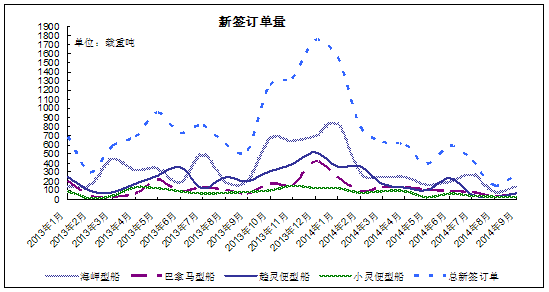 新签订单量
单位：载重吨
1900
1800
1700
1600
1500
1400
1300
1200
1100
1000
900
800
700
600
500
400
300
200
100
0
2013年1月
2013年2月
2013年3月
2013年4月
2013年5月
2013年6月
2013年7月
2013年8月
2013年9月
2013年10月
2013年11月
2013年12月
2014年1月
2014年2月
2014年3月
2014年4月
2014年5月
2014年6月
2014年7月
2014年8月
2014年9月
海岬型船
巴拿马型船
超灵便型船
小灵便型船
总新签订单